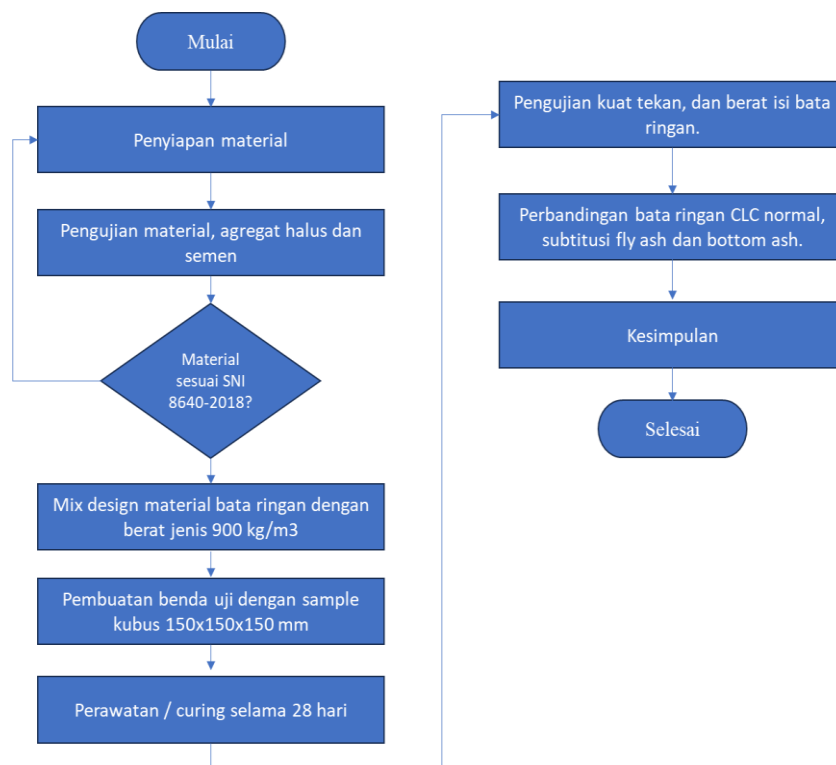 Mulai
Penyiapan material
Pengujian material, agregat halus dan
semen
Material
sesuai SNI
8640-2018?
Mix design material bata ringan dengan
berat jenis 900 kg/m3
Pembuatan benda uji dengan sample
kubus 150x150x150 mm
Perawatan / curing selama 28 hari
Pengujian kuat tekan, dan berat isi bata
ringan.
Perbandingan bata ringan CLC normal,
subtitusi fly ash dan bottom ash.
Kesimpulan
Selesai